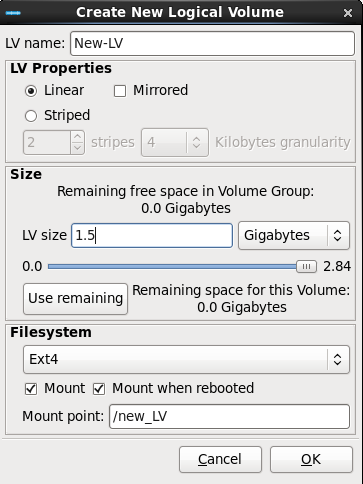 Create New Logical Volume
LV name: New-LV
LV Properties
Linear Mirrored
Striped
2 stripes 4 Kilobytes granularity
Size
Remaining free space in Volume Group:
0.0 Gigabytes
LV size 1.5 Gigabytes
0.0 2.84
Use remaining Remaining space for this Volume:
0.0 Gigabytes
Filesystem
Ext4
Mount Mount when rebooted
Mount point: /new_LV
Cancel OK